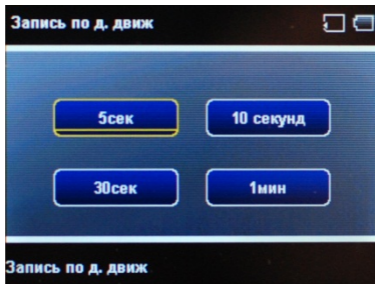 Запись по д. движ
5сек
10 секунд
30сек
1мин
Запись по д. движ